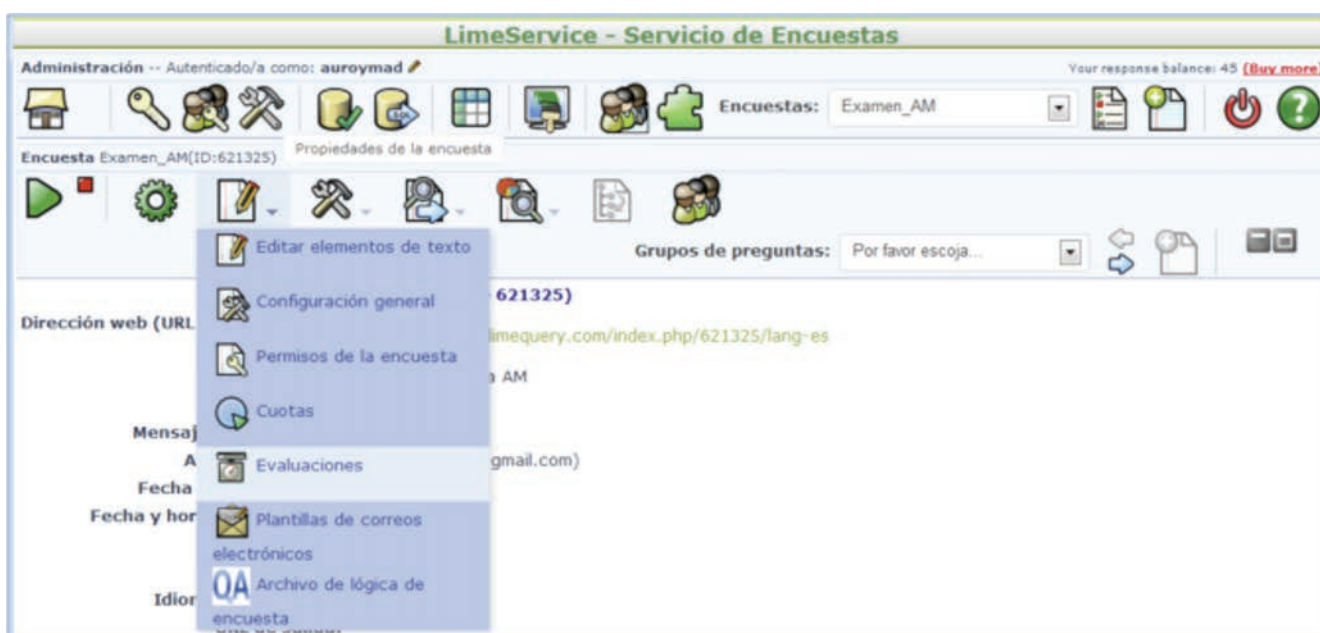 LimeService - Servicio de Encuestas
Administración -- Autenticado/a como: auroymad
Your response balance: 45 (Buy more)
Encuestas: Examen_AM
Encuesta Examen_AM(ID:621325)
Propiedades de la encuesta
Editar elementos de texto
Grupos de preguntas: Por favor escoja...
Configuración general
621325)
Dirección web (URL
limequery.com/index.php/621325/lang-es
Permisos de la encuesta
AM
Cuotas
Mensaj
A
Evaluaciones
gmail.com)
Fecha
Fecha y hor
Plantillas de correos
electrónicos
QA Archivo de lógica de
Idior
encuesta